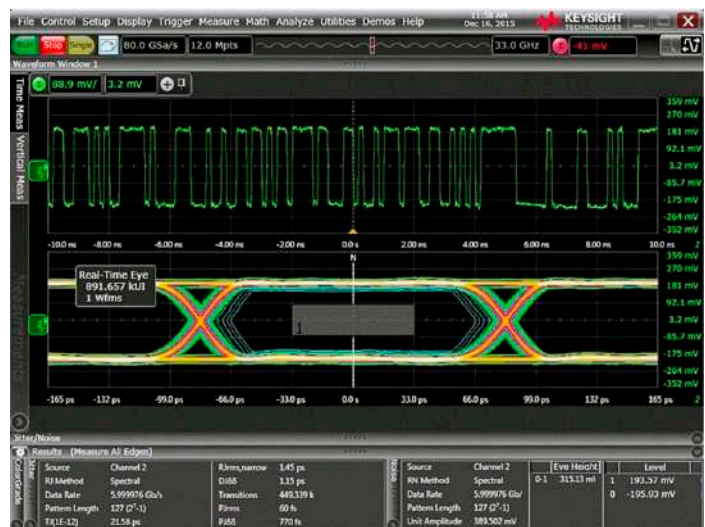 File Control Setup Display Trigger Measure Math Analyze Utilities Demos Help
11:58 AM
Dec 16, 2015
KEYSIGHT
TECHNOLOGIES
Run Stop Single 80.0 GSa/s 12.0 Mpts 33.0 GHz -41 mV
Waveform Window 1
Time Meas
Vertical Meas
Measurements
88.9 mV/ 3.2 mV
359 mV
270 mV
181 mV
92.1 mV
3.2 mV
-85.7 mV
-175 mV
-264 mV
-352 mV
-10.0 ns -8.00 ns -6.00 ns -4.00 ns -2.00 ns 0.0 s 2.00 ns 4.00 ns 6.00 ns 8.00 ns 10.0 ns 2
N
Real-Time Eye
891.657 kUI
1 Wfms
1
359 mV
270 mV
181 mV
92.1 mV
3.2 mV
-85.7 mV
-175 mV
-264 mV
-352 mV
-165 ps -132 ps -99.0 ps -66.0 ps -33.0 ps 0.0 s 33.0 ps 66.0 ps 99.0 ps 132 ps 165 ps 2
Jitter/Noise
Results (Measure All Edges)
ColorGrade
Jitter
Source Channel 2 RJrms,narrow 1.45 ps
RJ Method Spectral DJδδ 1.15 ps
Data Rate 5.999976 Gb/s Transitions 449.339 k
Pattern Length 127 (2⁷-1) PJrms 60 fs
TJ(1E-12) 21.58 ps PJδδ 770 fs
Noise
Source Channel 2 Eye Height Level
RN Method Spectral 0-1 315.13 mV 1 193.57 mV
Data Rate 5.999976 Gb/s 0 -195.93 mV
Pattern Length 127 (2⁷-1)
Unit Amplitude 389.502 mV